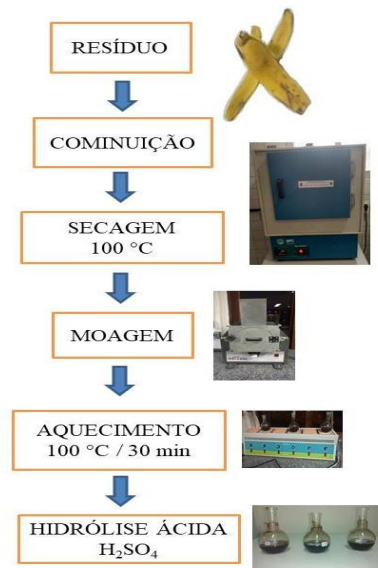 RESÍDUO
COMINUIÇÃO
SECAGEM
100 °C
MOAGEM
AQUECIMENTO
100 °C / 30 min
HIDRÓLISE ÁCIDA
H₂SO₄